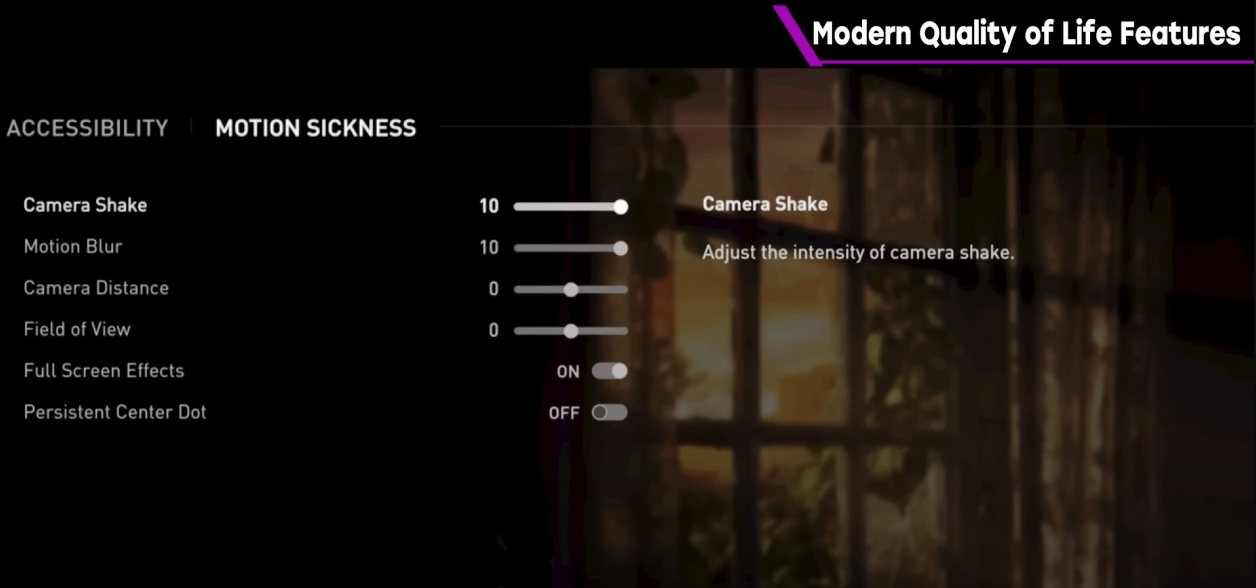 Modern Quality of Life Features
ACCESSIBILITY MOTION SICKNESS
Camera Shake 10
Motion Blur 10
Camera Distance 0
Field of View 0
Full Screen Effects ON
Persistent Center Dot OFF
Camera Shake
Adjust the intensity of camera shake.